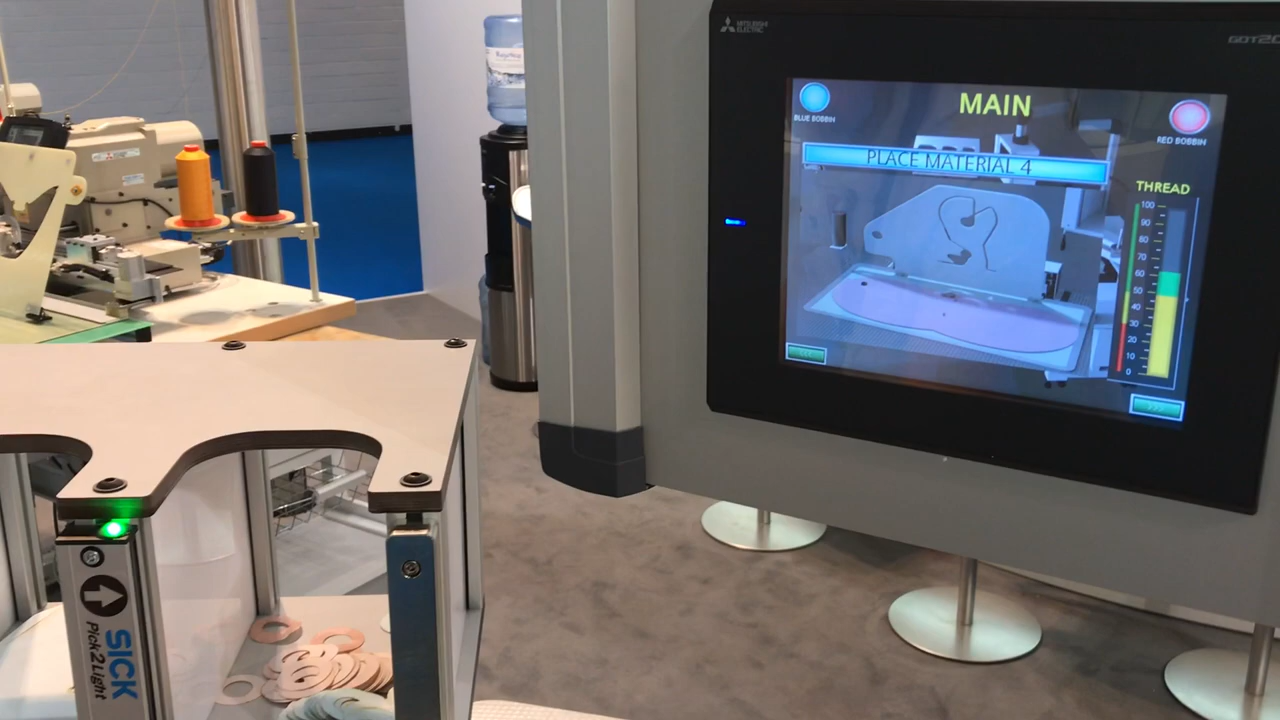 MITSUBISHI
ELECTRIC
MAIN
BLUE BOBBIN
RED BOBBIN
PLACE MATERIAL 4
THREAD
100
90
80
70
60
50
40
30
20
10
0
>>>
SICK
Pick2Light